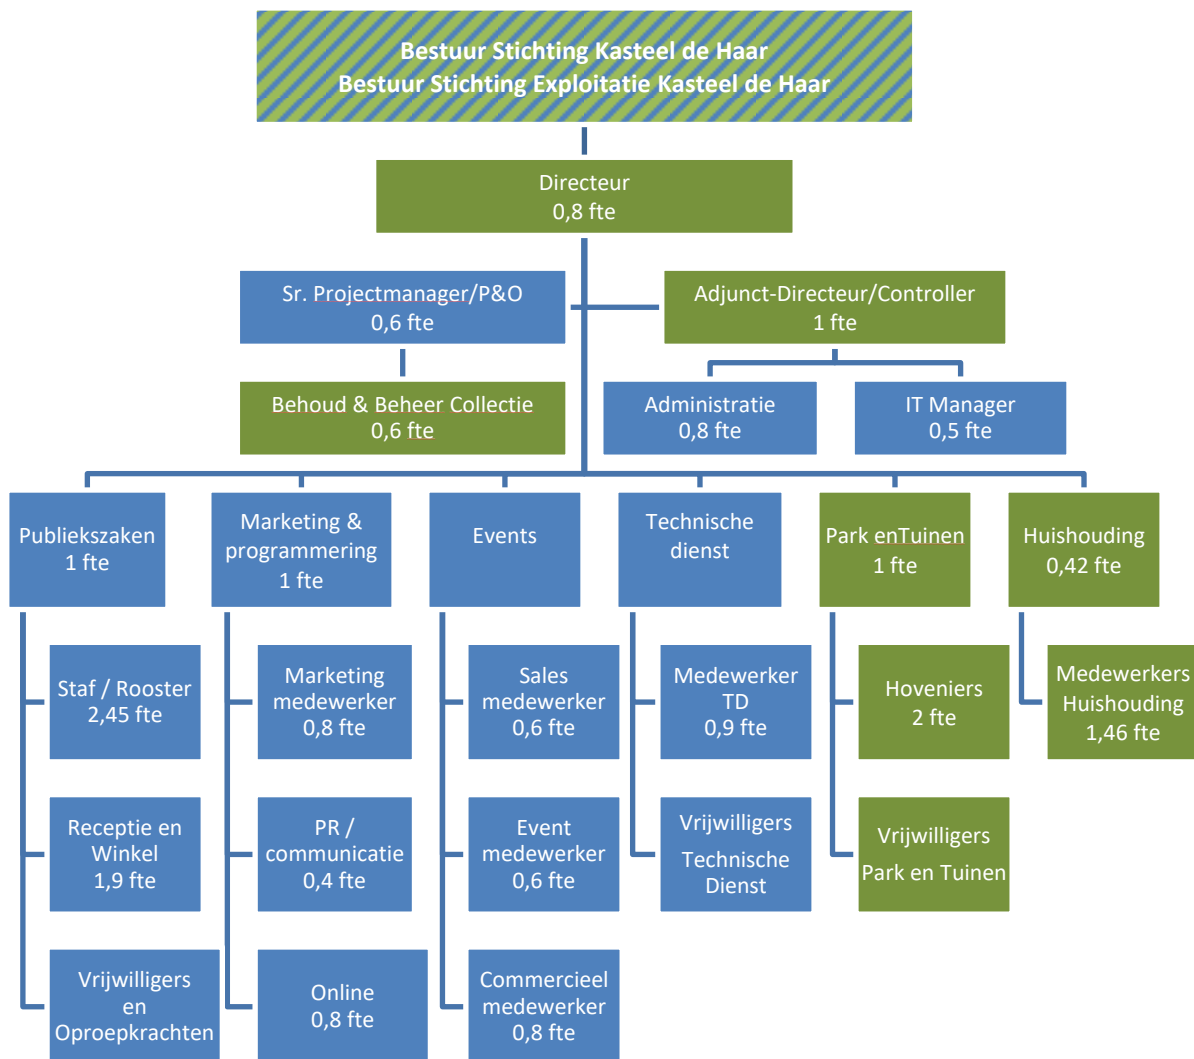 Bestuur Stichting Kasteel de Haar
Bestuur Stichting Exploitatie Kasteel de Haar
Directeur
0,8 fte
Sr. Projectmanager/P&O
0,6 fte
Adjunct-Directeur/Controller
1 fte
Behoud & Beheer Collectie
0,6 fte
Administratie
0,8 fte
IT Manager
0,5 fte
Publiekszaken
1 fte
Marketing &
programmering
1 fte
Events
Technische
dienst
Park enTuinen
1 fte
Huishouding
0,42 fte
Staf / Rooster
2,45 fte
Marketing
medewerker
0,8 fte
Sales
medewerker
0,6 fte
Medewerker
TD
0,9 fte
Hoveniers
2 fte
Medewerkers
Huishouding
1,46 fte
Receptie en
Winkel
1,9 fte
PR /
communicatie
0,4 fte
Event
medewerker
0,6 fte
Vrijwilligers
Technische
Dienst
Vrijwilligers
Park en Tuinen
Vrijwilligers
en
Oproepkrachten
Online
0,8 fte
Commercieel
medewerker
0,8 fte